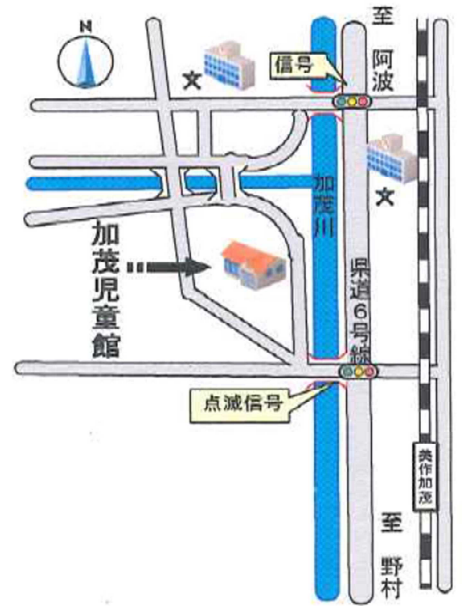 N
至 阿波
信号
文
文
加茂川
加茂児童館
県道6号線
点滅信号
美作加茂
至 野村